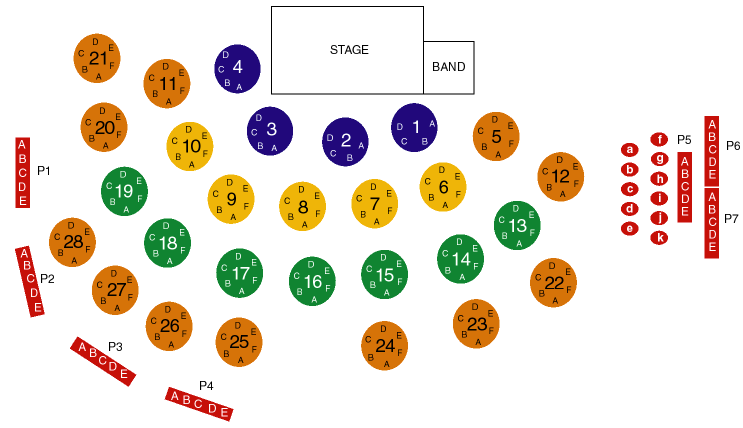 STAGE
BAND
D
C 21 E
B A F
D
C 11 E
B A F
D
C 4
B A
D
C 20 E
B A F
D
C 10 E
B A F
D
C 3
B A
D 2
C B A
1 A
D C B
D
C 5 E
B A F
D
C 12 E
B A F
D
C 19 E
B A F
D
C 9 E
B A F
D
C 8 E
B A F
D
C 7 E
B A F
D
C 6 E
B A F
D
C 13 E
B A F
D
C 28 E
B A F
D
C 18 E
B A F
D
C 17 E
B A F
D
C 16 E
B A F
D
C 15 E
B A F
D
C 14 E
B A F
D
C 22 E
B A F
D
C 27 E
B A F
D
C 26 E
B A F
D
C 25 E
B A F
D
C 24 E
B A F
D
C 23 E
B A F
P1
A
B
C
D
E
P2
A
B
C
D
E
P3
A B C D E
P4
A B C D E
a
b
c
d
e
f
g
h
i
j
k
P5
A
B
C
D
E
P6
A
B
C
D
E
P7
A
B
C
D
E